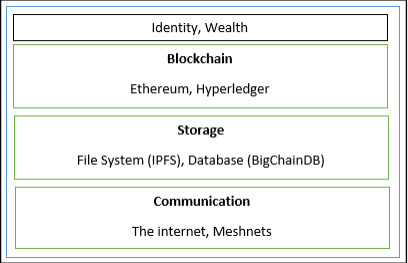 Identity, Wealth
Blockchain
Ethereum, Hyperledger
Storage
File System (IPFS), Database (BigChainDB)
Communication
The internet, Meshnets